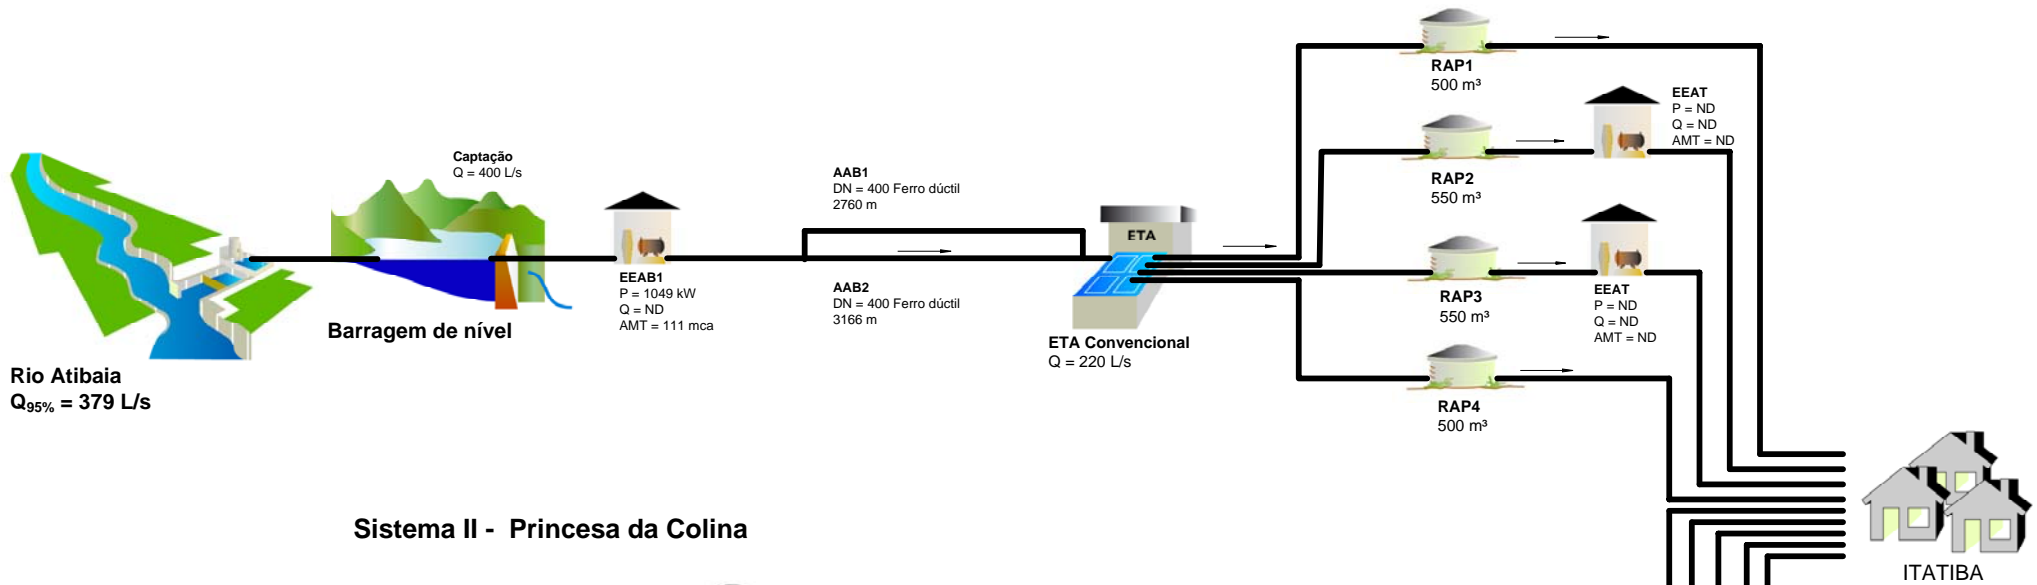 RAP1
500 m³
EEAT
P = ND
Q = ND
AMT = ND
Captação
Q = 400 L/s
AAB1
DN = 400 Ferro dúctil
2760 m
RAP2
550 m³
ETA
EEAB1
P = 1049 kW
Q = ND
AMT = 111 mca
AAB2
DN = 400 Ferro dúctil
3166 m
RAP3
550 m³
EEAT
P = ND
Q = ND
AMT = ND
Barragem de nível
ETA Convencional
Q = 220 L/s
Rio Atibaia
Q95% = 379 L/s
RAP4
500 m³
Sistema II - Princesa da Colina
ITATIBA